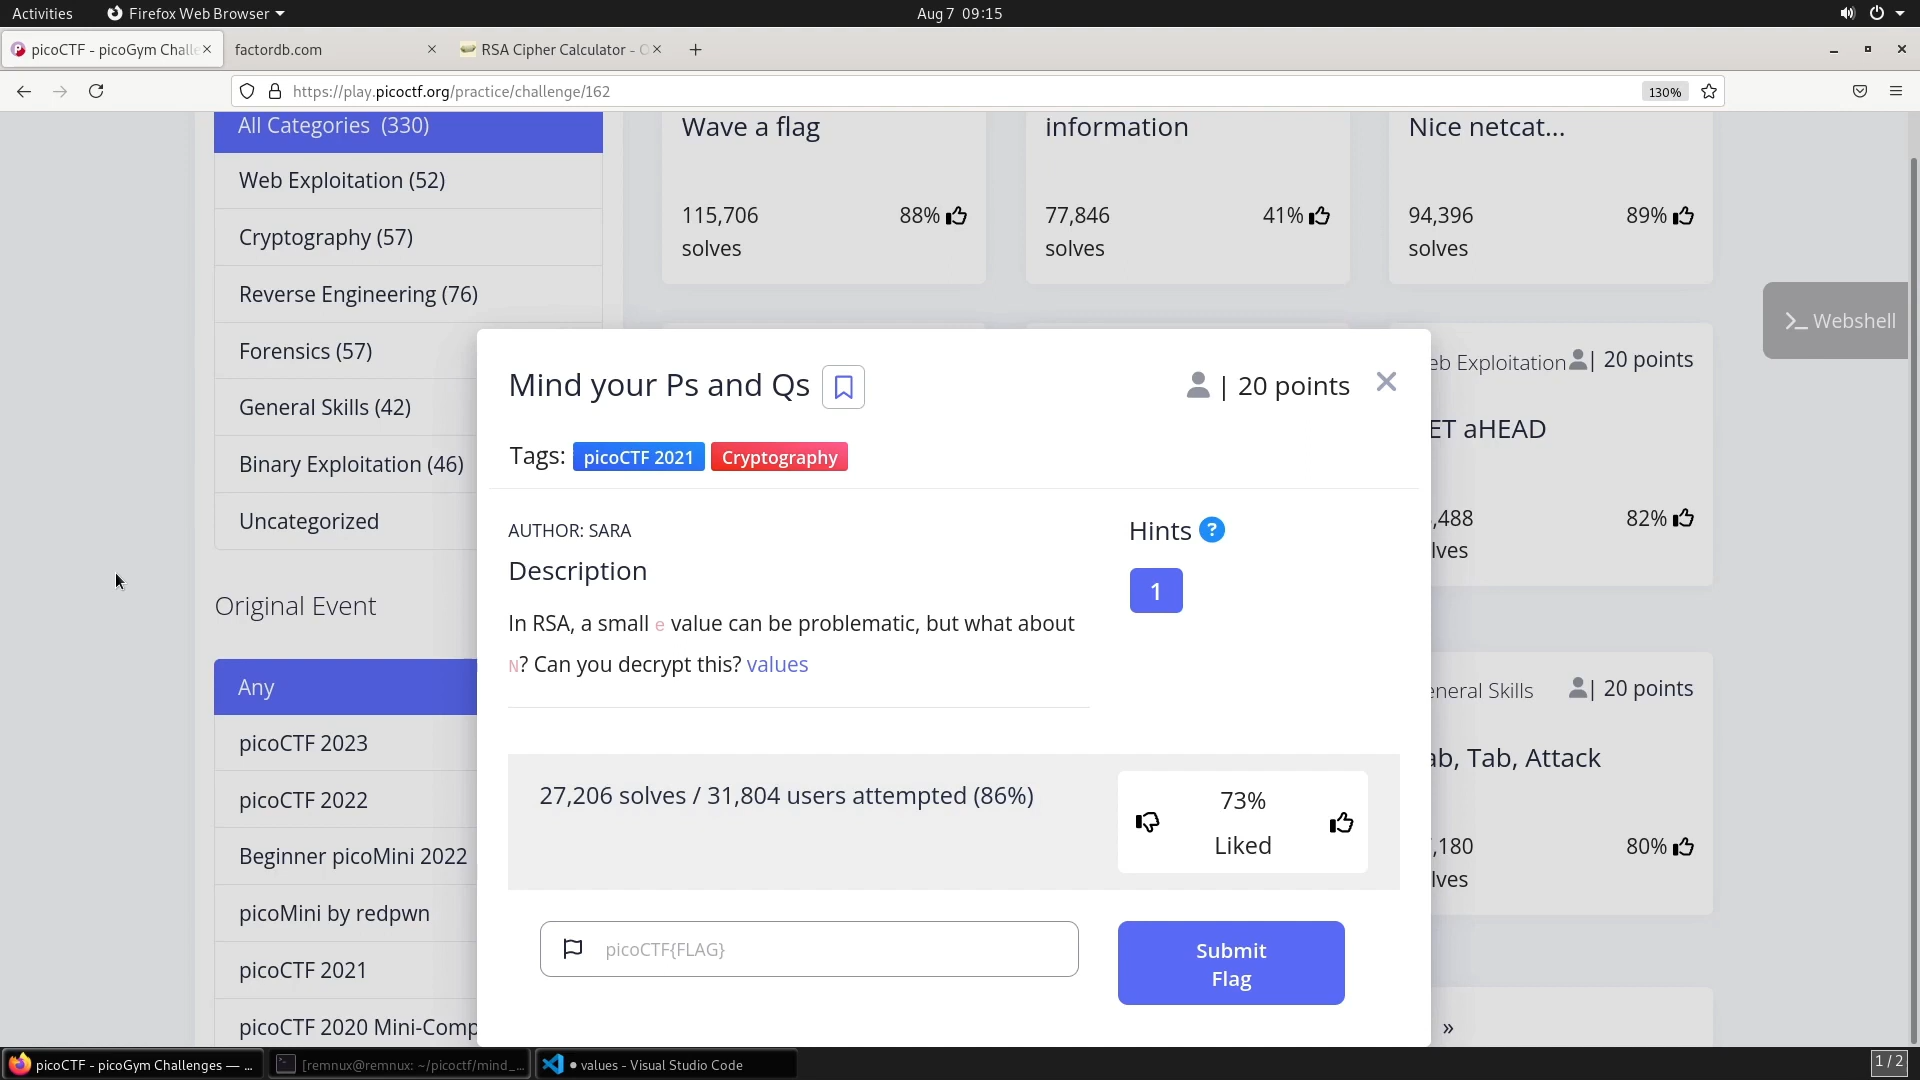 Activities
Firefox Web Browser
Aug 7 09:15
picoCTF - picoGym Challe
factordb.com
RSA Cipher Calculator - O
https://play.picoctf.org/practice/challenge/162
130%
All Categories (330)
Web Exploitation (52)
Cryptography (57)
Reverse Engineering (76)
Forensics (57)
General Skills (42)
Binary Exploitation (46)
Uncategorized
Original Event
Any
picoCTF 2023
picoCTF 2022
Beginner picoMini 2022
picoMini by redpwn
picoCTF 2021
picoCTF 2020 Mini-Comp
Wave a flag
115,706
solves
88%
information
77,846
solves
41%
Nice netcat...
94,396
solves
89%
Webshell
eb Exploitation
| 20 points
ET aHEAD
,488
lves
82%
eneral Skills
| 20 points
ab, Tab, Attack
,180
lves
80%
»
Mind your Ps and Qs
| 20 points
Tags: picoCTF 2021 Cryptography
AUTHOR: SARA
Description
In RSA, a small e value can be problematic, but what about
N? Can you decrypt this? values
Hints ?
1
27,206 solves / 31,804 users attempted (86%)
73%
Liked
picoCTF{FLAG}
Submit
Flag
picoCTF - picoGym Challenges — ...
[remnux@remnux: ~/picoctf/mind_...
● values - Visual Studio Code
1 / 2